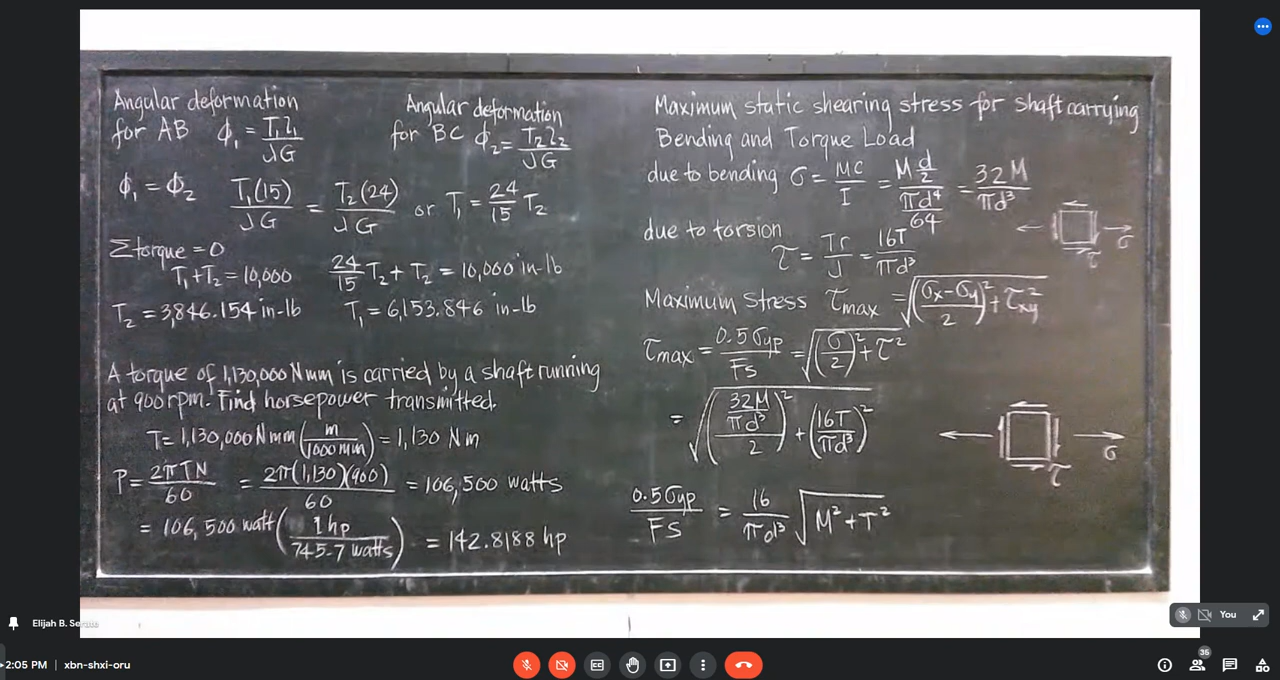 Angular deformation
for AB ϕ₁ = T₁l₁/JG
Angular deformation
for BC ϕ₂ = T₂l₂/JG
ϕ₁ = ϕ₂ T₁(15)/JG = T₂(24)/JG or T₁ = 24/15 T₂
Σtorque = 0
T₁+T₂ = 10,000 24/15 T₂ + T₂ = 10,000 in-lb
T₂ = 3,846.154 in-lb T₁ = 6,153.846 in-lb
A torque of 1,130,000 Nmm is carried by a shaft running
at 900 rpm. Find horsepower transmitted.
T = 1,130,000 Nmm (m/1000 mm) = 1,130 Nm
P = 2πTN/60 = 2π(1,130)(900)/60 = 106,500 watts
= 106,500 watt (1 hp/745.7 watts) = 142.8188 hp
Maximum static shearing stress for shaft carrying
Bending and Torque Load
due to bending σ = MC/I = (M d/2)/(πd⁴/64) = 32M/πd³
σ
τ
due to torsion τ = Tr/J = 16T/πd³
Maximum Stress τmax = √(((σx−σy)/2)² + τxy²)
τmax = 0.5σyp/Fs = √((σ/2)² + τ²)
= √(((32M/πd³)/2)² + (16T/πd³)²)
σ
τ
0.5σyp/Fs = 16/πd³ √(M² + T²)
Elijah B.
You
2:05 PM | xbn-shxi-oru
35